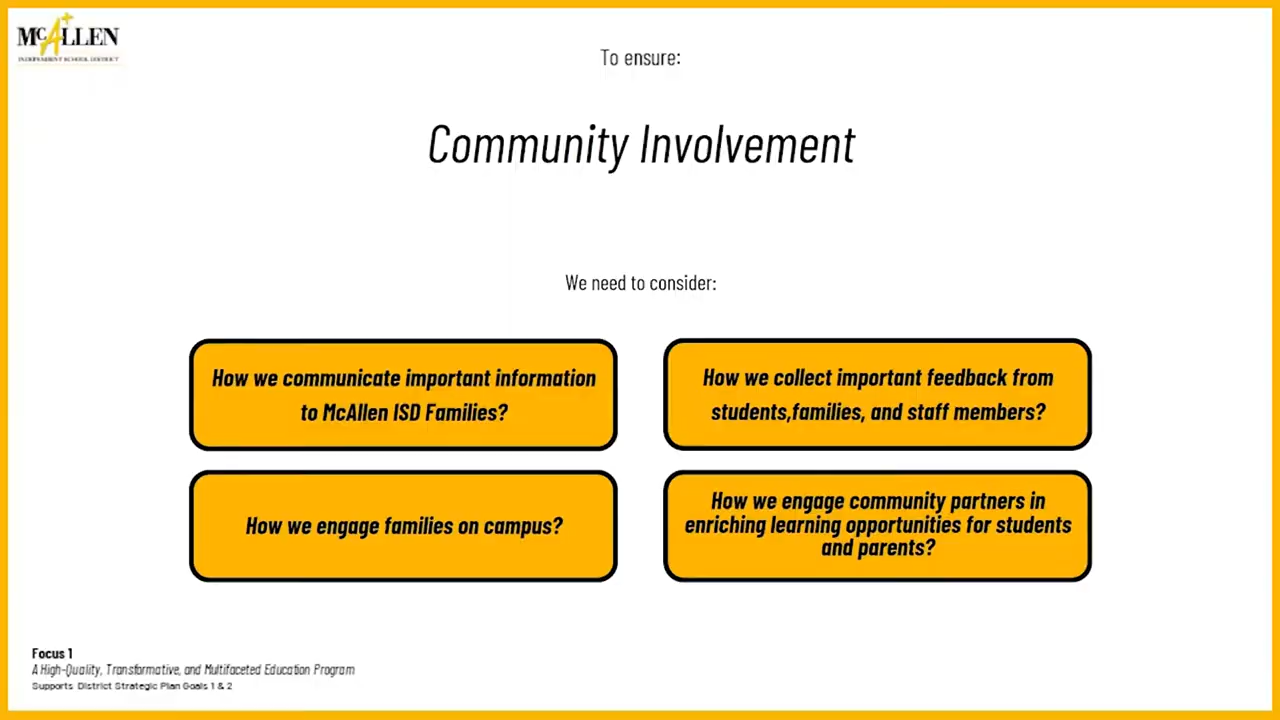 McALLEN
INDEPENDENT SCHOOL DISTRICT
To ensure:
Community Involvement
We need to consider:
How we communicate important information
to McAllen ISD Families?
How we collect important feedback from
students,families, and staff members?
How we engage families on campus?
How we engage community partners in
enriching learning opportunities for students
and parents?
Focus 1
A High-Quality, Transformative, and Multifaceted Education Program
Supports District Strategic Plan Goals 1 & 2